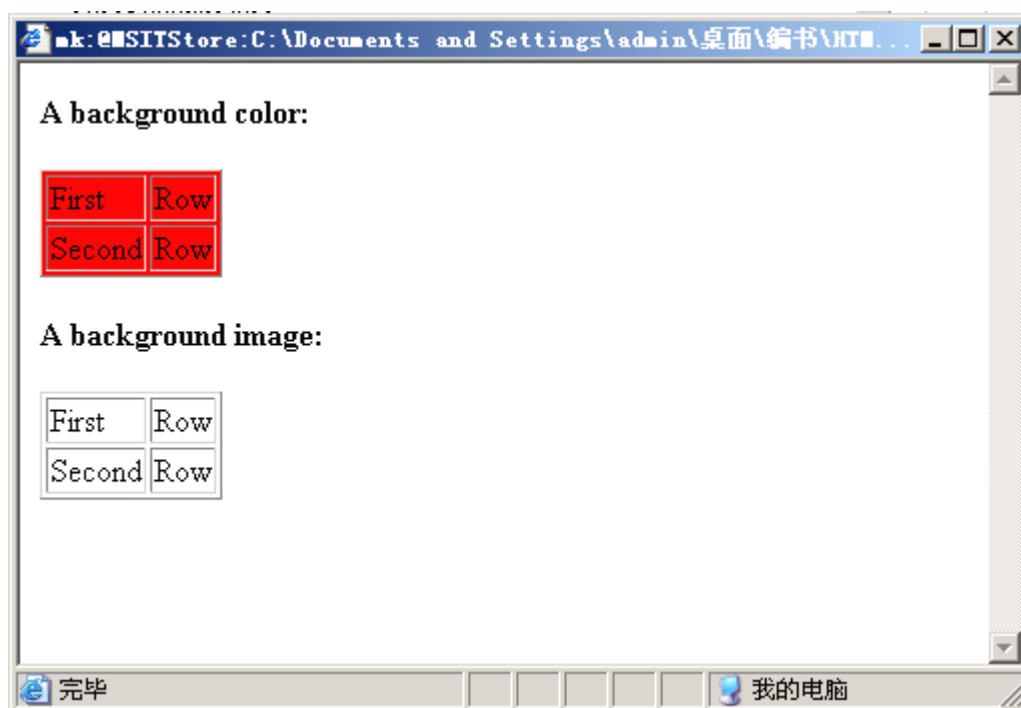 mk:@MSITStore:C:\Documents and Settings\admin\桌面\编书\HTM...
A background color:
First Row
Second Row
A background image:
First Row
Second Row
完毕
我的电脑